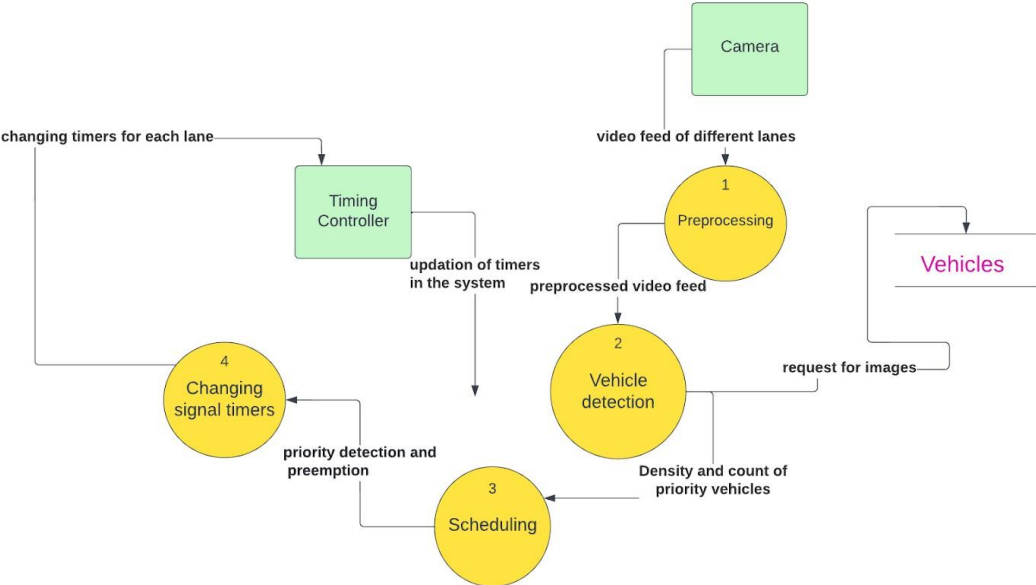 Camera
changing timers for each lane
video feed of different lanes
1
Preprocessing
Timing
Controller
Vehicles
updation of timers
in the system
preprocessed video feed
2
Vehicle
detection
4
Changing
signal timers
request for images
priority detection and
preemption
Density and count of
priority vehicles
3
Scheduling